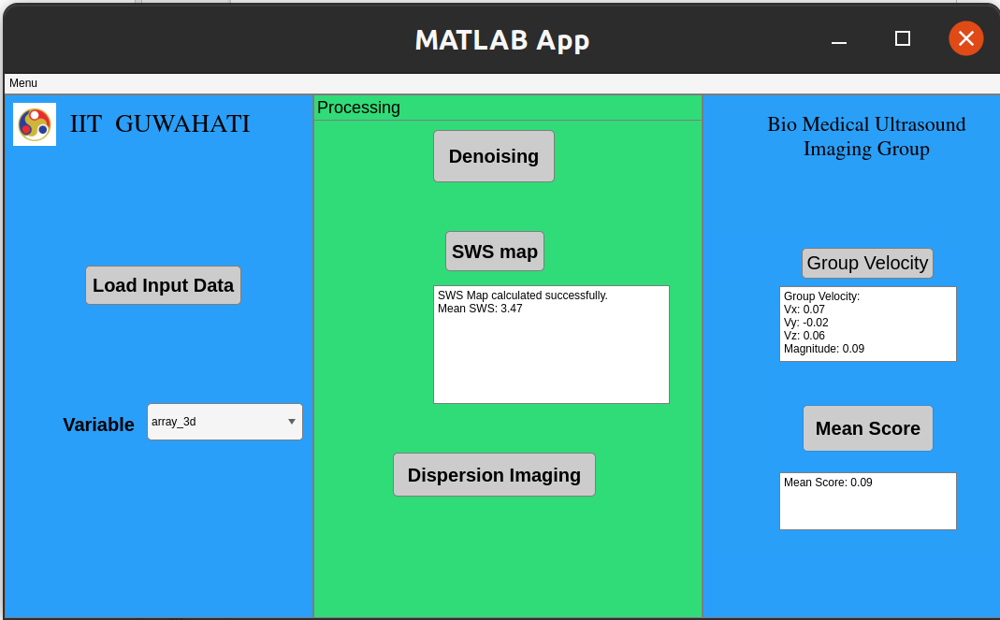 MATLAB App
Menu
IIT GUWAHATI
Load Input Data
Variable
array_3d
Processing
Denoising
SWS map
SWS Map calculated successfully.
Mean SWS: 3.47
Dispersion Imaging
Bio Medical Ultrasound
Imaging Group
Group Velocity
Group Velocity:
Vx: 0.07
Vy: -0.02
Vz: 0.06
Magnitude: 0.09
Mean Score
Mean Score: 0.09